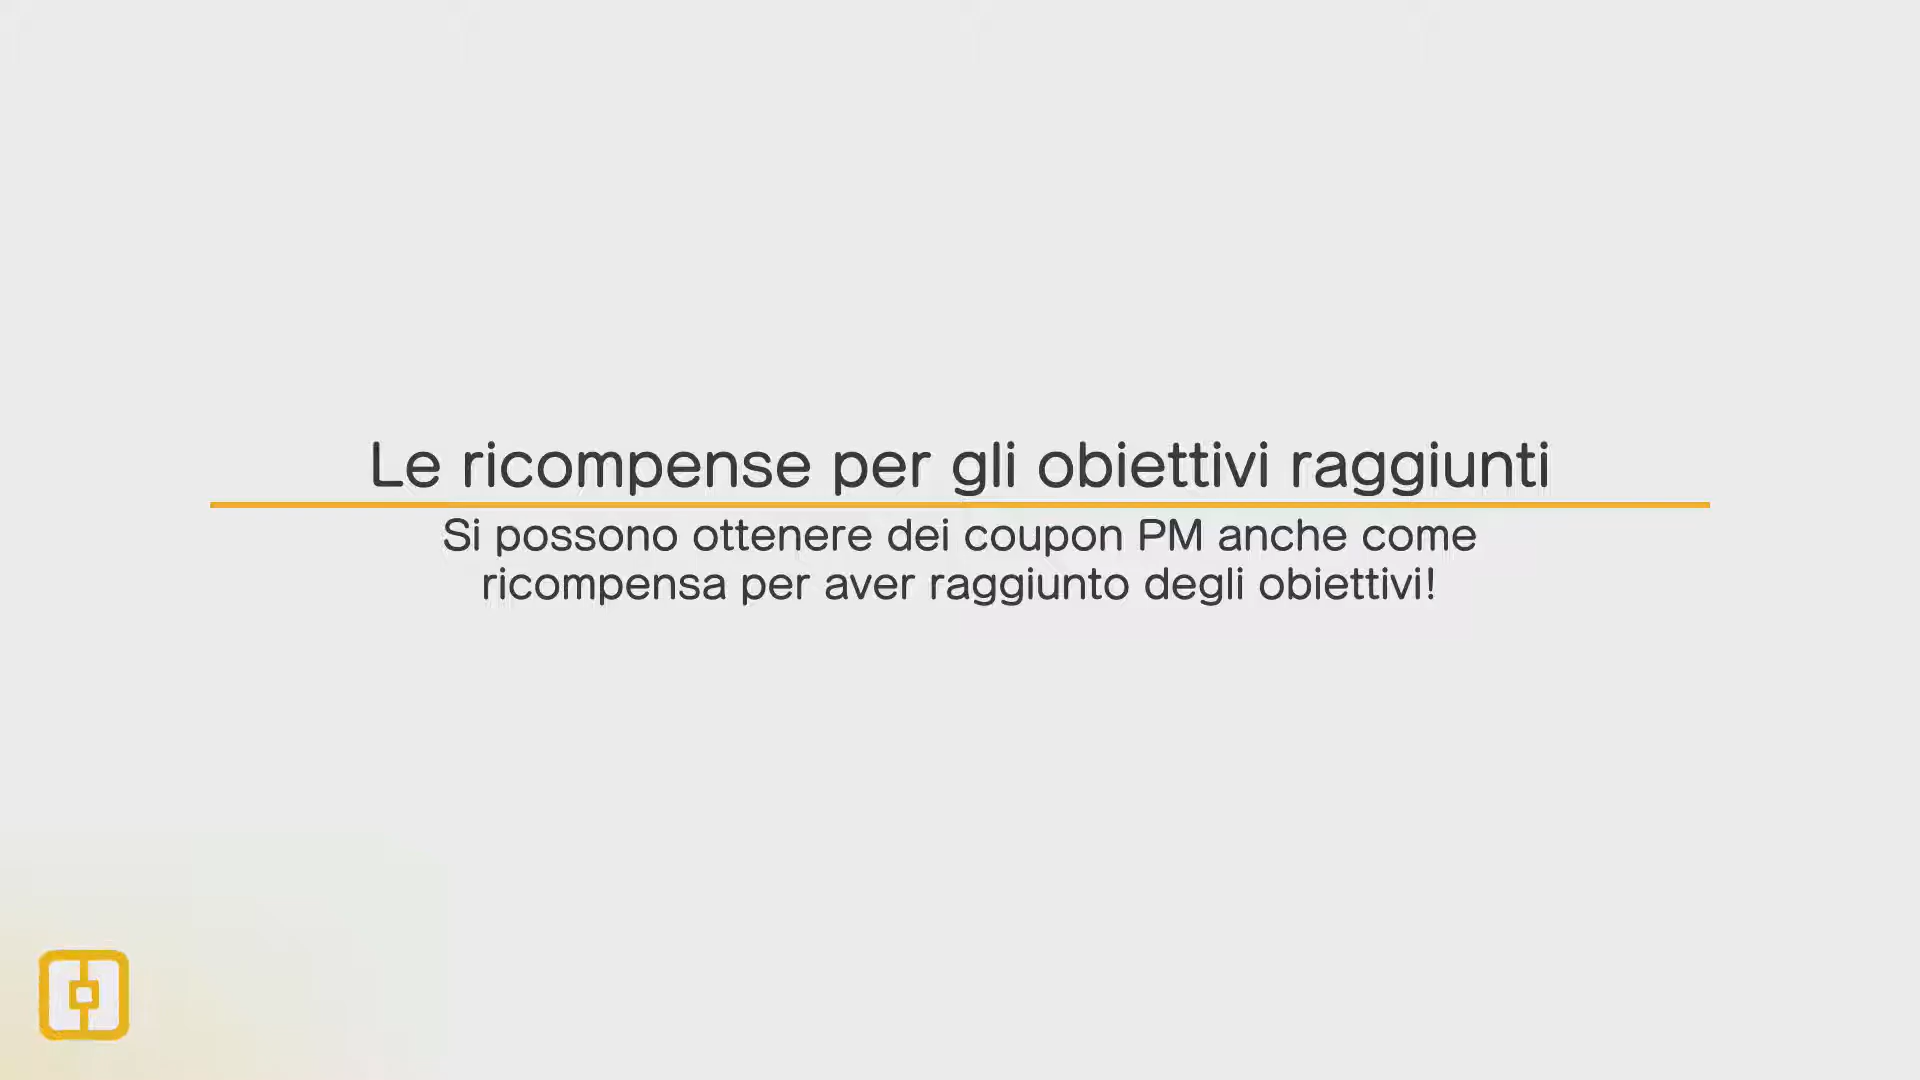 Le ricompense per gli obiettivi raggiunti
Si possono ottenere dei coupon PM anche come
ricompensa per aver raggiunto degli obiettivi!